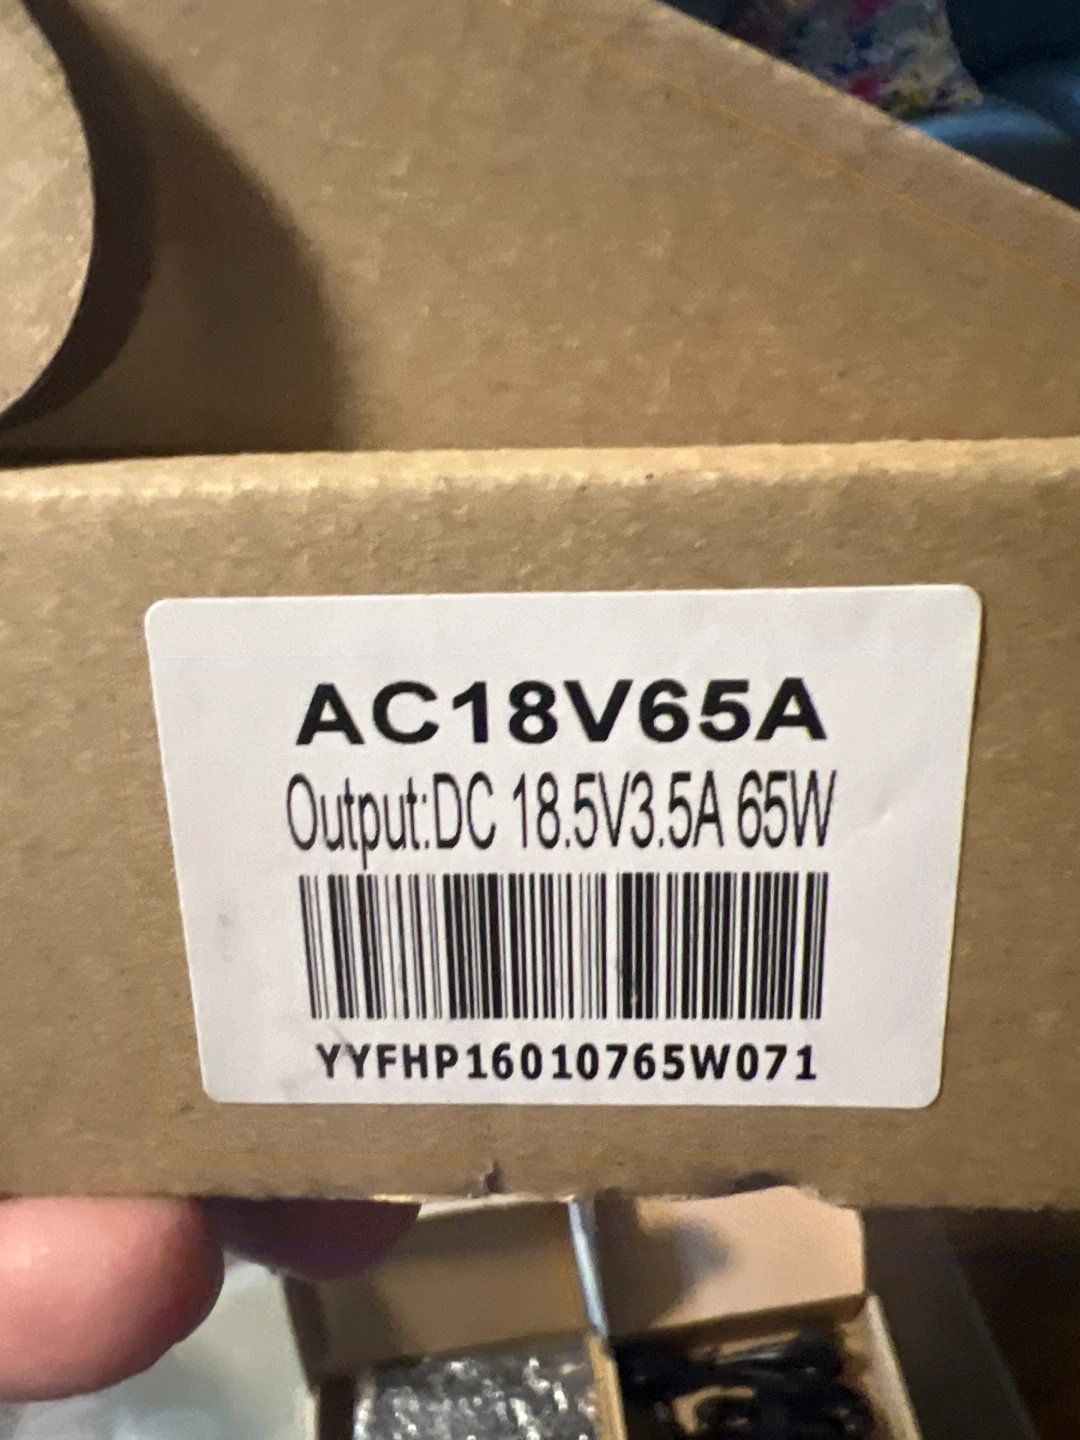 AC18V65A
Output:DC 18.5V3.5A 65W
YYFHP16010765W071